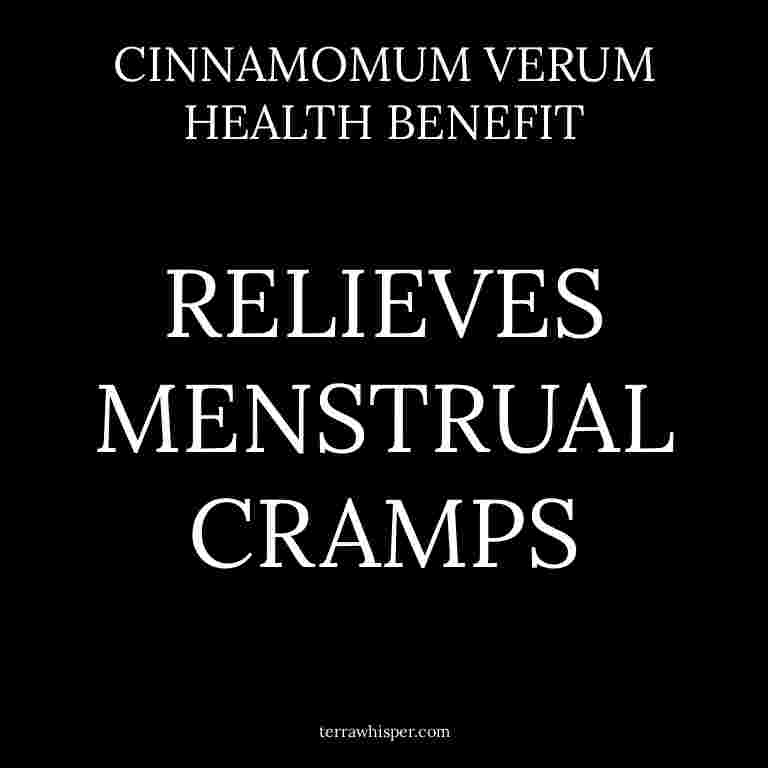 CINNAMOMUM VERUM
HEALTH BENEFIT
RELIEVES
MENSTRUAL
CRAMPS
terrawhisper.com